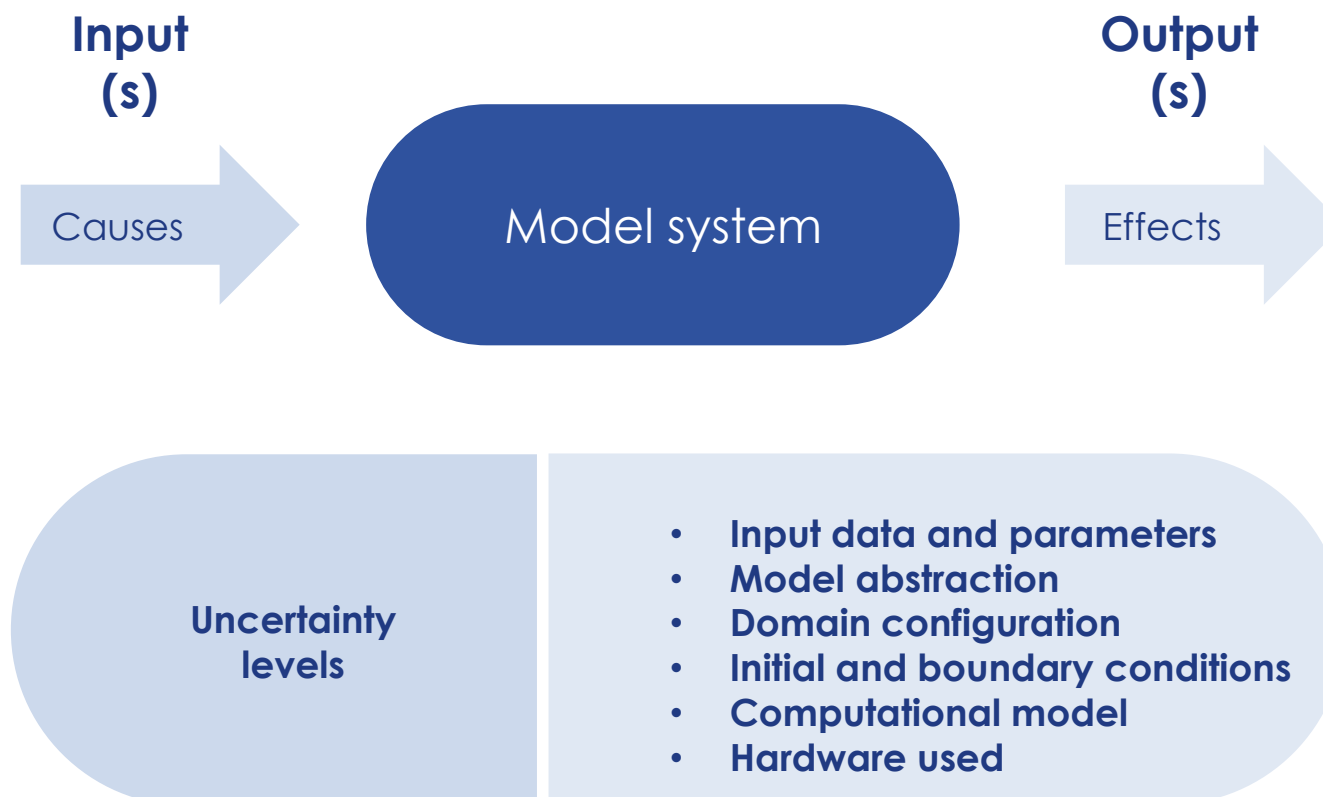 Input
(s)
Output
(s)
Causes
Model system
Effects
Uncertainty
levels
• Input data and parameters
• Model abstraction
• Domain configuration
• Initial and boundary conditions
• Computational model
• Hardware used